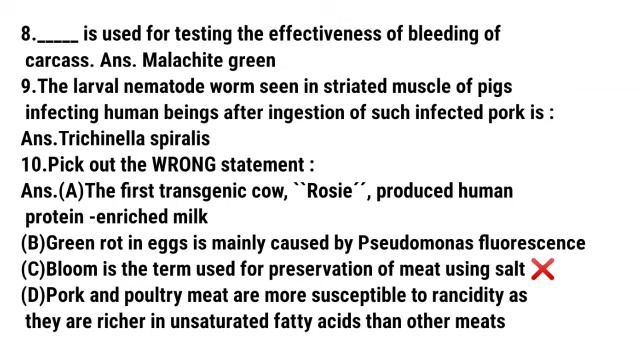 8._____ is used for testing the effectiveness of bleeding of
carcass. Ans. Malachite green
9.The larval nematode worm seen in striated muscle of pigs
infecting human beings after ingestion of such infected pork is :
Ans.Trichinella spiralis
10.Pick out the WRONG statement :
Ans.(A)The first transgenic cow, ``Rosie´´, produced human
protein -enriched milk
(B)Green rot in eggs is mainly caused by Pseudomonas fluorescence
(C)Bloom is the term used for preservation of meat using salt ❌
(D)Pork and poultry meat are more susceptible to rancidity as
they are richer in unsaturated fatty acids than other meats